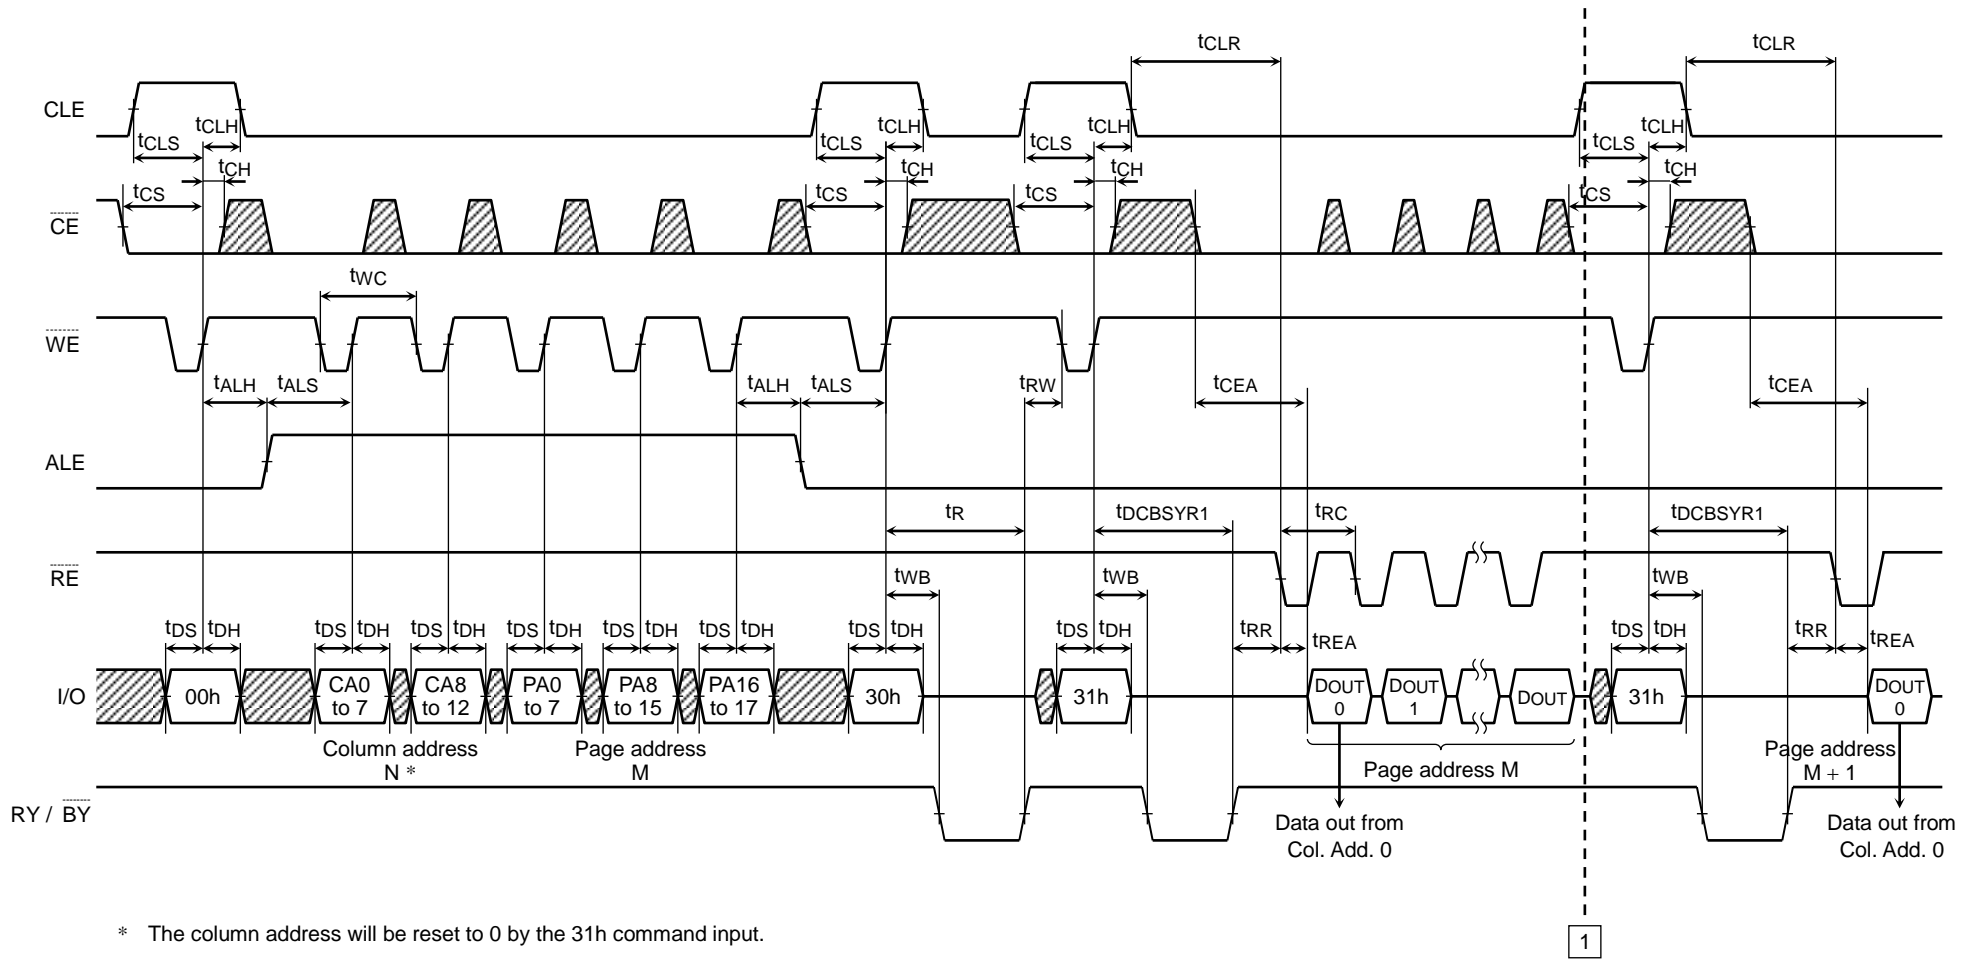 tCLR tCLR
CLE
tCLS tCLH tCLS tCLH tCLS tCLH tCLS tCLH
tCH tCH tCH tCH
tCS tCS tCS tCS
CE
tWC
WE
tALH tALS tALH tALS tRW tCEA tCEA
ALE
tR tDCBSYR1 tRC tDCBSYR1
RE
tWB tWB tWB
tDS tDH tDS tDH tDS tDH tDS tDH tDS tDH tDS tDH tDS tDH tDS tDH tRR tREA tDS tDH tRR tREA
I/O
00h
CA0 to 7
CA8 to 12
PA0 to 7
PA8 to 15
PA16 to 17
30h
31h
DOUT 0
DOUT 1
DOUT
31h
DOUT 0
Column address
N *
Page address
M
Page address M
Page address
M + 1
RY / BY
Data out from
Col. Add. 0
Data out from
Col. Add. 0
* The column address will be reset to 0 by the 31h command input.
1